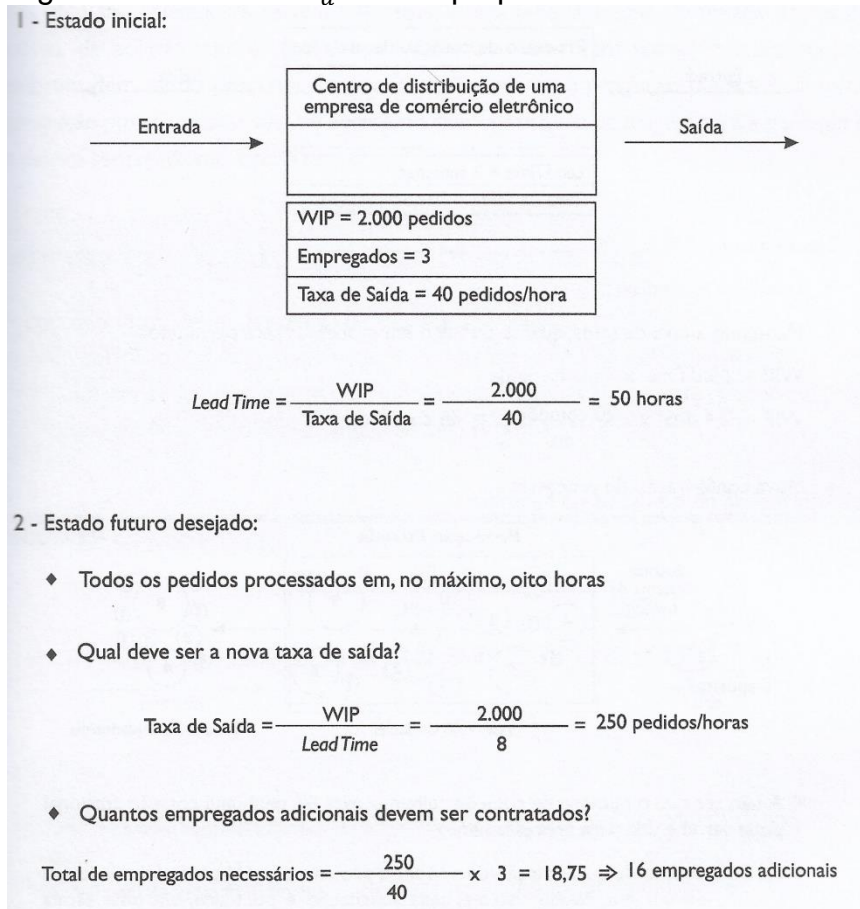 1 - Estado inicial:
Centro de distribuição de uma
empresa de comércio eletrônico
Entrada
Saída
WIP = 2.000 pedidos
Empregados = 3
Taxa de Saída = 40 pedidos/hora
Lead Time = WIP / Taxa de Saída = 2.000 / 40 = 50 horas
2 - Estado futuro desejado:
♦ Todos os pedidos processados em, no máximo, oito horas
♦ Qual deve ser a nova taxa de saída?
Taxa de Saída = WIP / Lead Time = 2.000 / 8 = 250 pedidos/horas
♦ Quantos empregados adicionais devem ser contratados?
Total de empregados necessários = 250 / 40 x 3 = 18,75 ⇒ 16 empregados adicionais